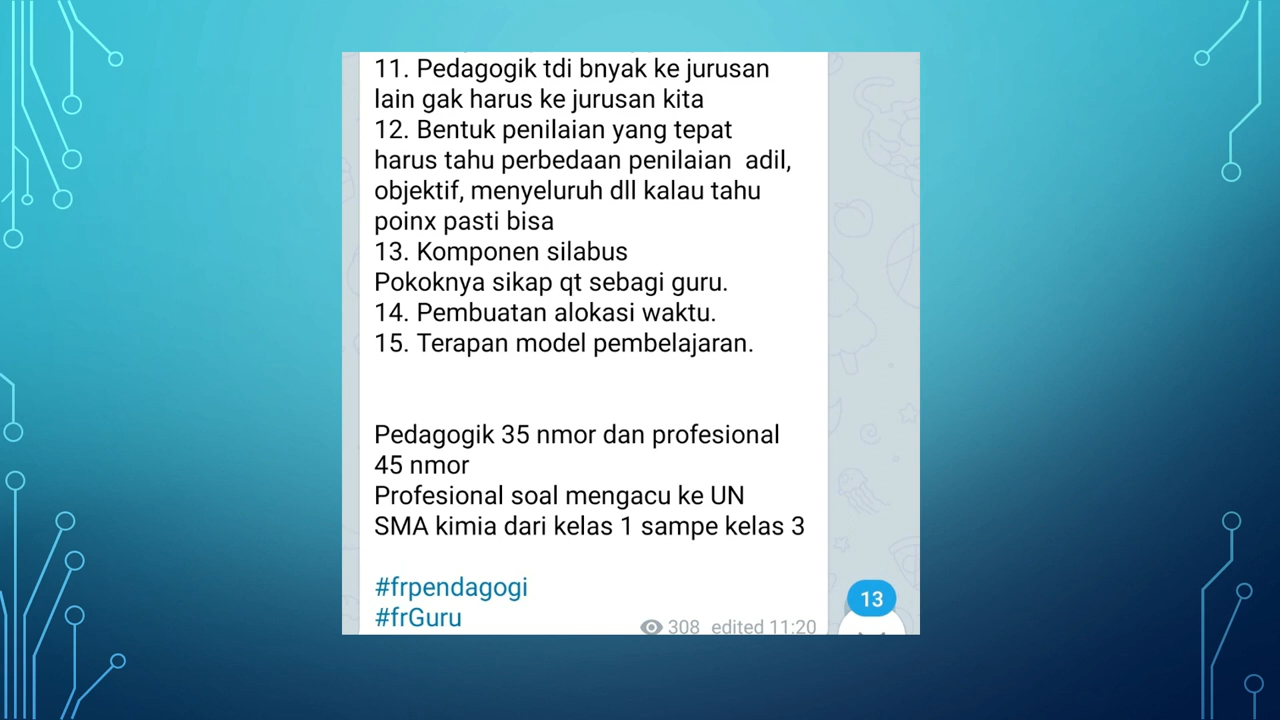 11. Pedagogik tdi bnyak ke jurusan
lain gak harus ke jurusan kita
12. Bentuk penilaian yang tepat
harus tahu perbedaan penilaian  adil,
objektif, menyeluruh dll kalau tahu
poinx pasti bisa
13. Komponen silabus
Pokoknya sikap qt sebagi guru.
14. Pembuatan alokasi waktu.
15. Terapan model pembelajaran.
Pedagogik 35 nmor dan profesional
45 nmor
Profesional soal mengacu ke UN
SMA kimia dari kelas 1 sampe kelas 3
#frpendagogi
#frGuru
308 edited 11:20
13